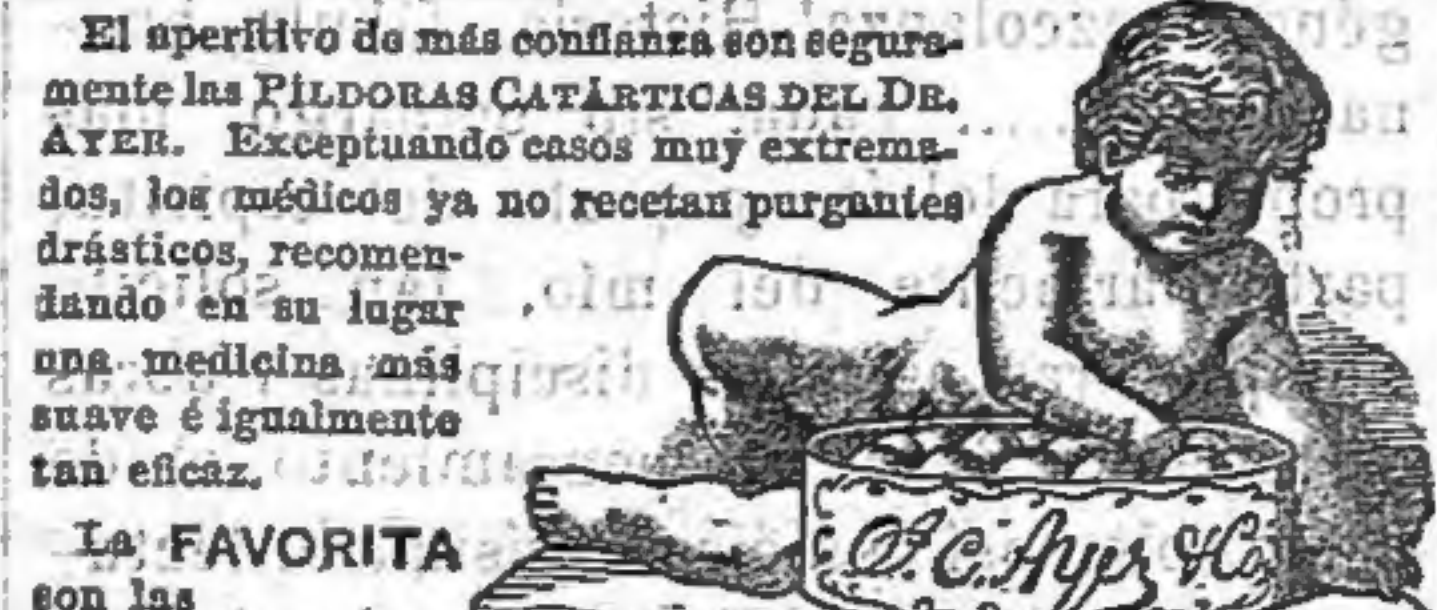 El aperitivo de más confianza son segura-
mente las PÍLDORAS CATÁRTICAS DEL DR.
AYER. Exceptuando casos muy extrema-
dos, los médicos ya no recetan purgantes
drásticos, recomen-
dando en su lugar
una medicina más
suave é igualmente
tan eficaz.
La FAVORITA
son las
J. C. Ayer & Co.